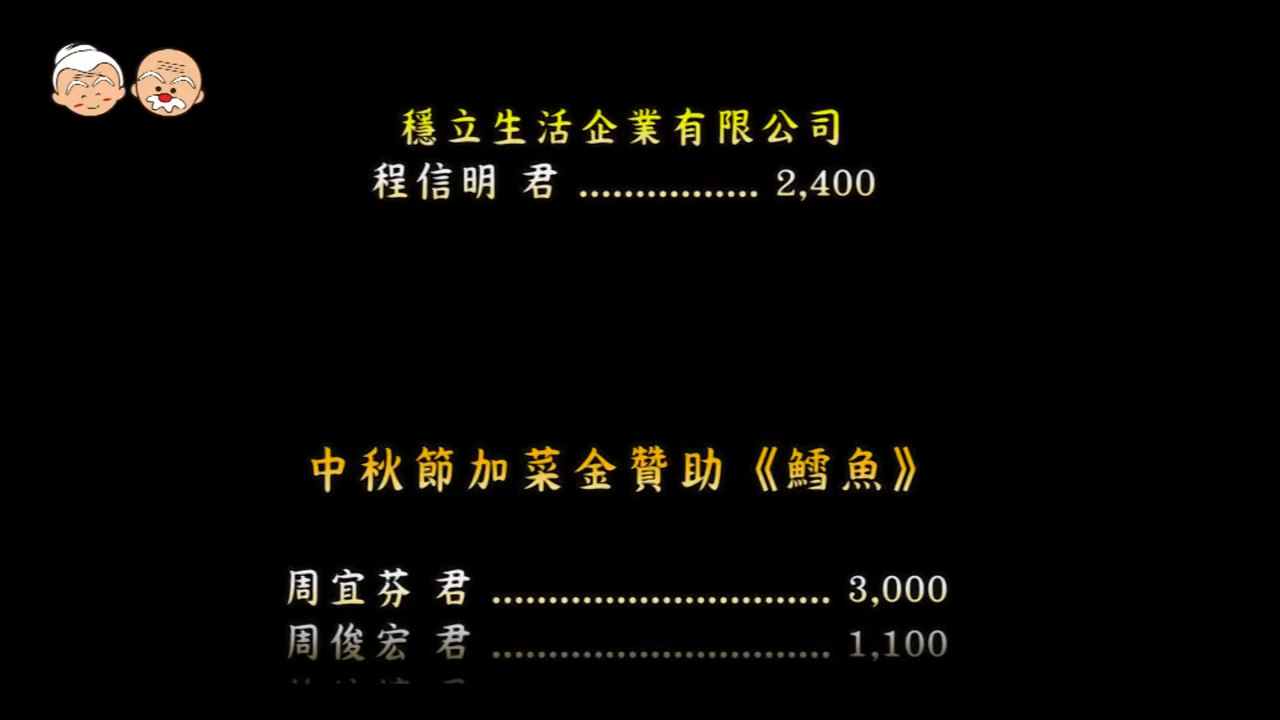 穩立生活企業有限公司
程信明 君 ................ 2,400
中秋節加菜金贊助《鱈魚》
周宜芬 君 .............................. 3,000
周俊宏 君 .............................. 1,100